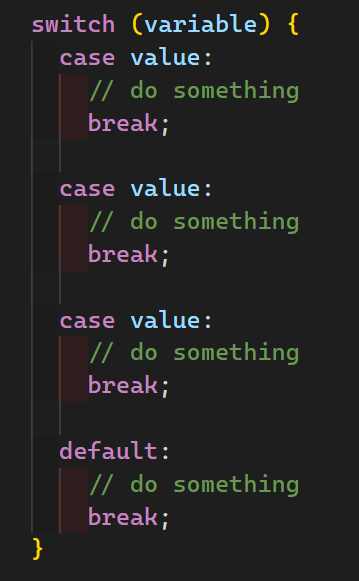 switch (variable) {
  case value:
    // do something
    break;

  case value:
    // do something
    break;

  case value:
    // do something
    break;

  default:
    // do something
    break;
}